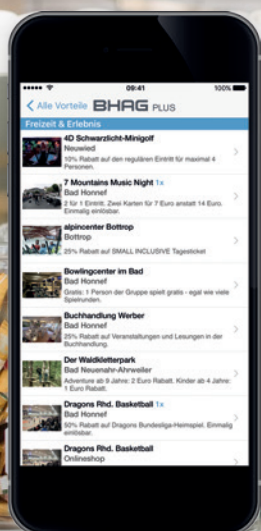 09:41 100%
Alle Vorteile BHAG PLUS
Freizeit & Erlebnis
4D Schwarzlicht-Minigolf
Neuwied
10% Rabatt auf den regulären Eintritt für maximal 4
Personen.
7 Mountains Music Night 1x
Bad Honnef
2 für 1 Eintritt. Zwei Karten für 7 Euro anstatt 14 Euro.
Einmalig einlösbar.
alpincenter Bottrop
Bottrop
25% Rabatt auf SMALL INCLUSIVE Tagesticket
Bowlingcenter im Bad
Bad Honnef
Gratis: 1 Person der Gruppe spielt gratis - egal wie viele
Spielrunden.
Buchhandlung Werber
Bad Honnef
25% Rabatt auf Veranstaltungen und Lesungen in der
Buchhandlung.
Der Waldkletterpark
Bad Neuenahr-Ahrweiler
Adventure ab 9 Jahre: 2 Euro Rabatt. Kinder ab 4 Jahre:
1 Euro Rabatt.
Dragons Rhd. Basketball 1x
Bad Honnef
50% Rabatt auf Dragons Bundesliga-Heimspiel. Einmalig
einlösbar.
Dragons Rhd. Basketball
Onlineshop